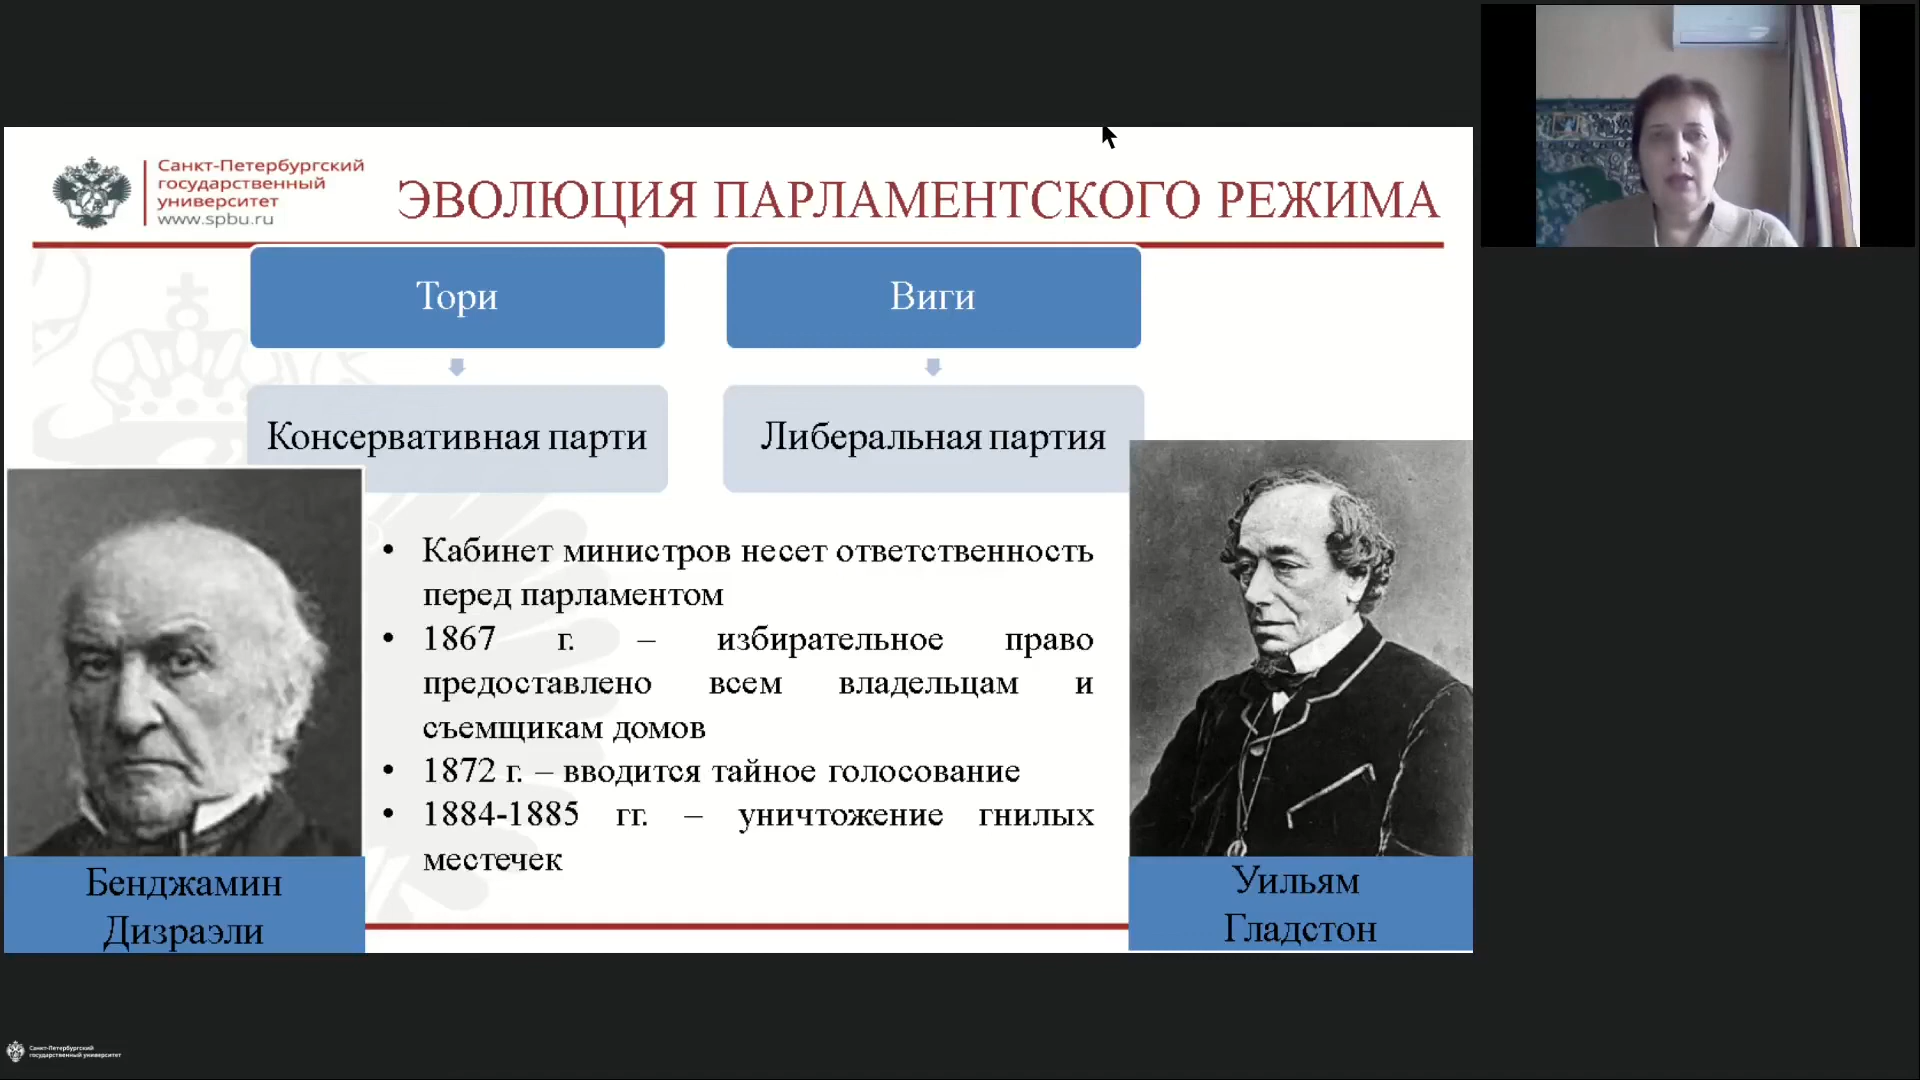 Санкт-Петербургский
государственный
университет
www.spbu.ru
ЭВОЛЮЦИЯ ПАРЛАМЕНТСКОГО РЕЖИМА
Тори
Виги
Консервативная парти
Либеральная партия
• Кабинет министров несет ответственность
перед парламентом
• 1867 г. – избирательное право
предоставлено всем владельцам и
съемщикам домов
• 1872 г. – вводится тайное голосование
• 1884-1885 гг. – уничтожение гнилых
местечек
Бенджамин
Дизраэли
Уильям
Гладстон
Санкт-Петербургский
государственный университет